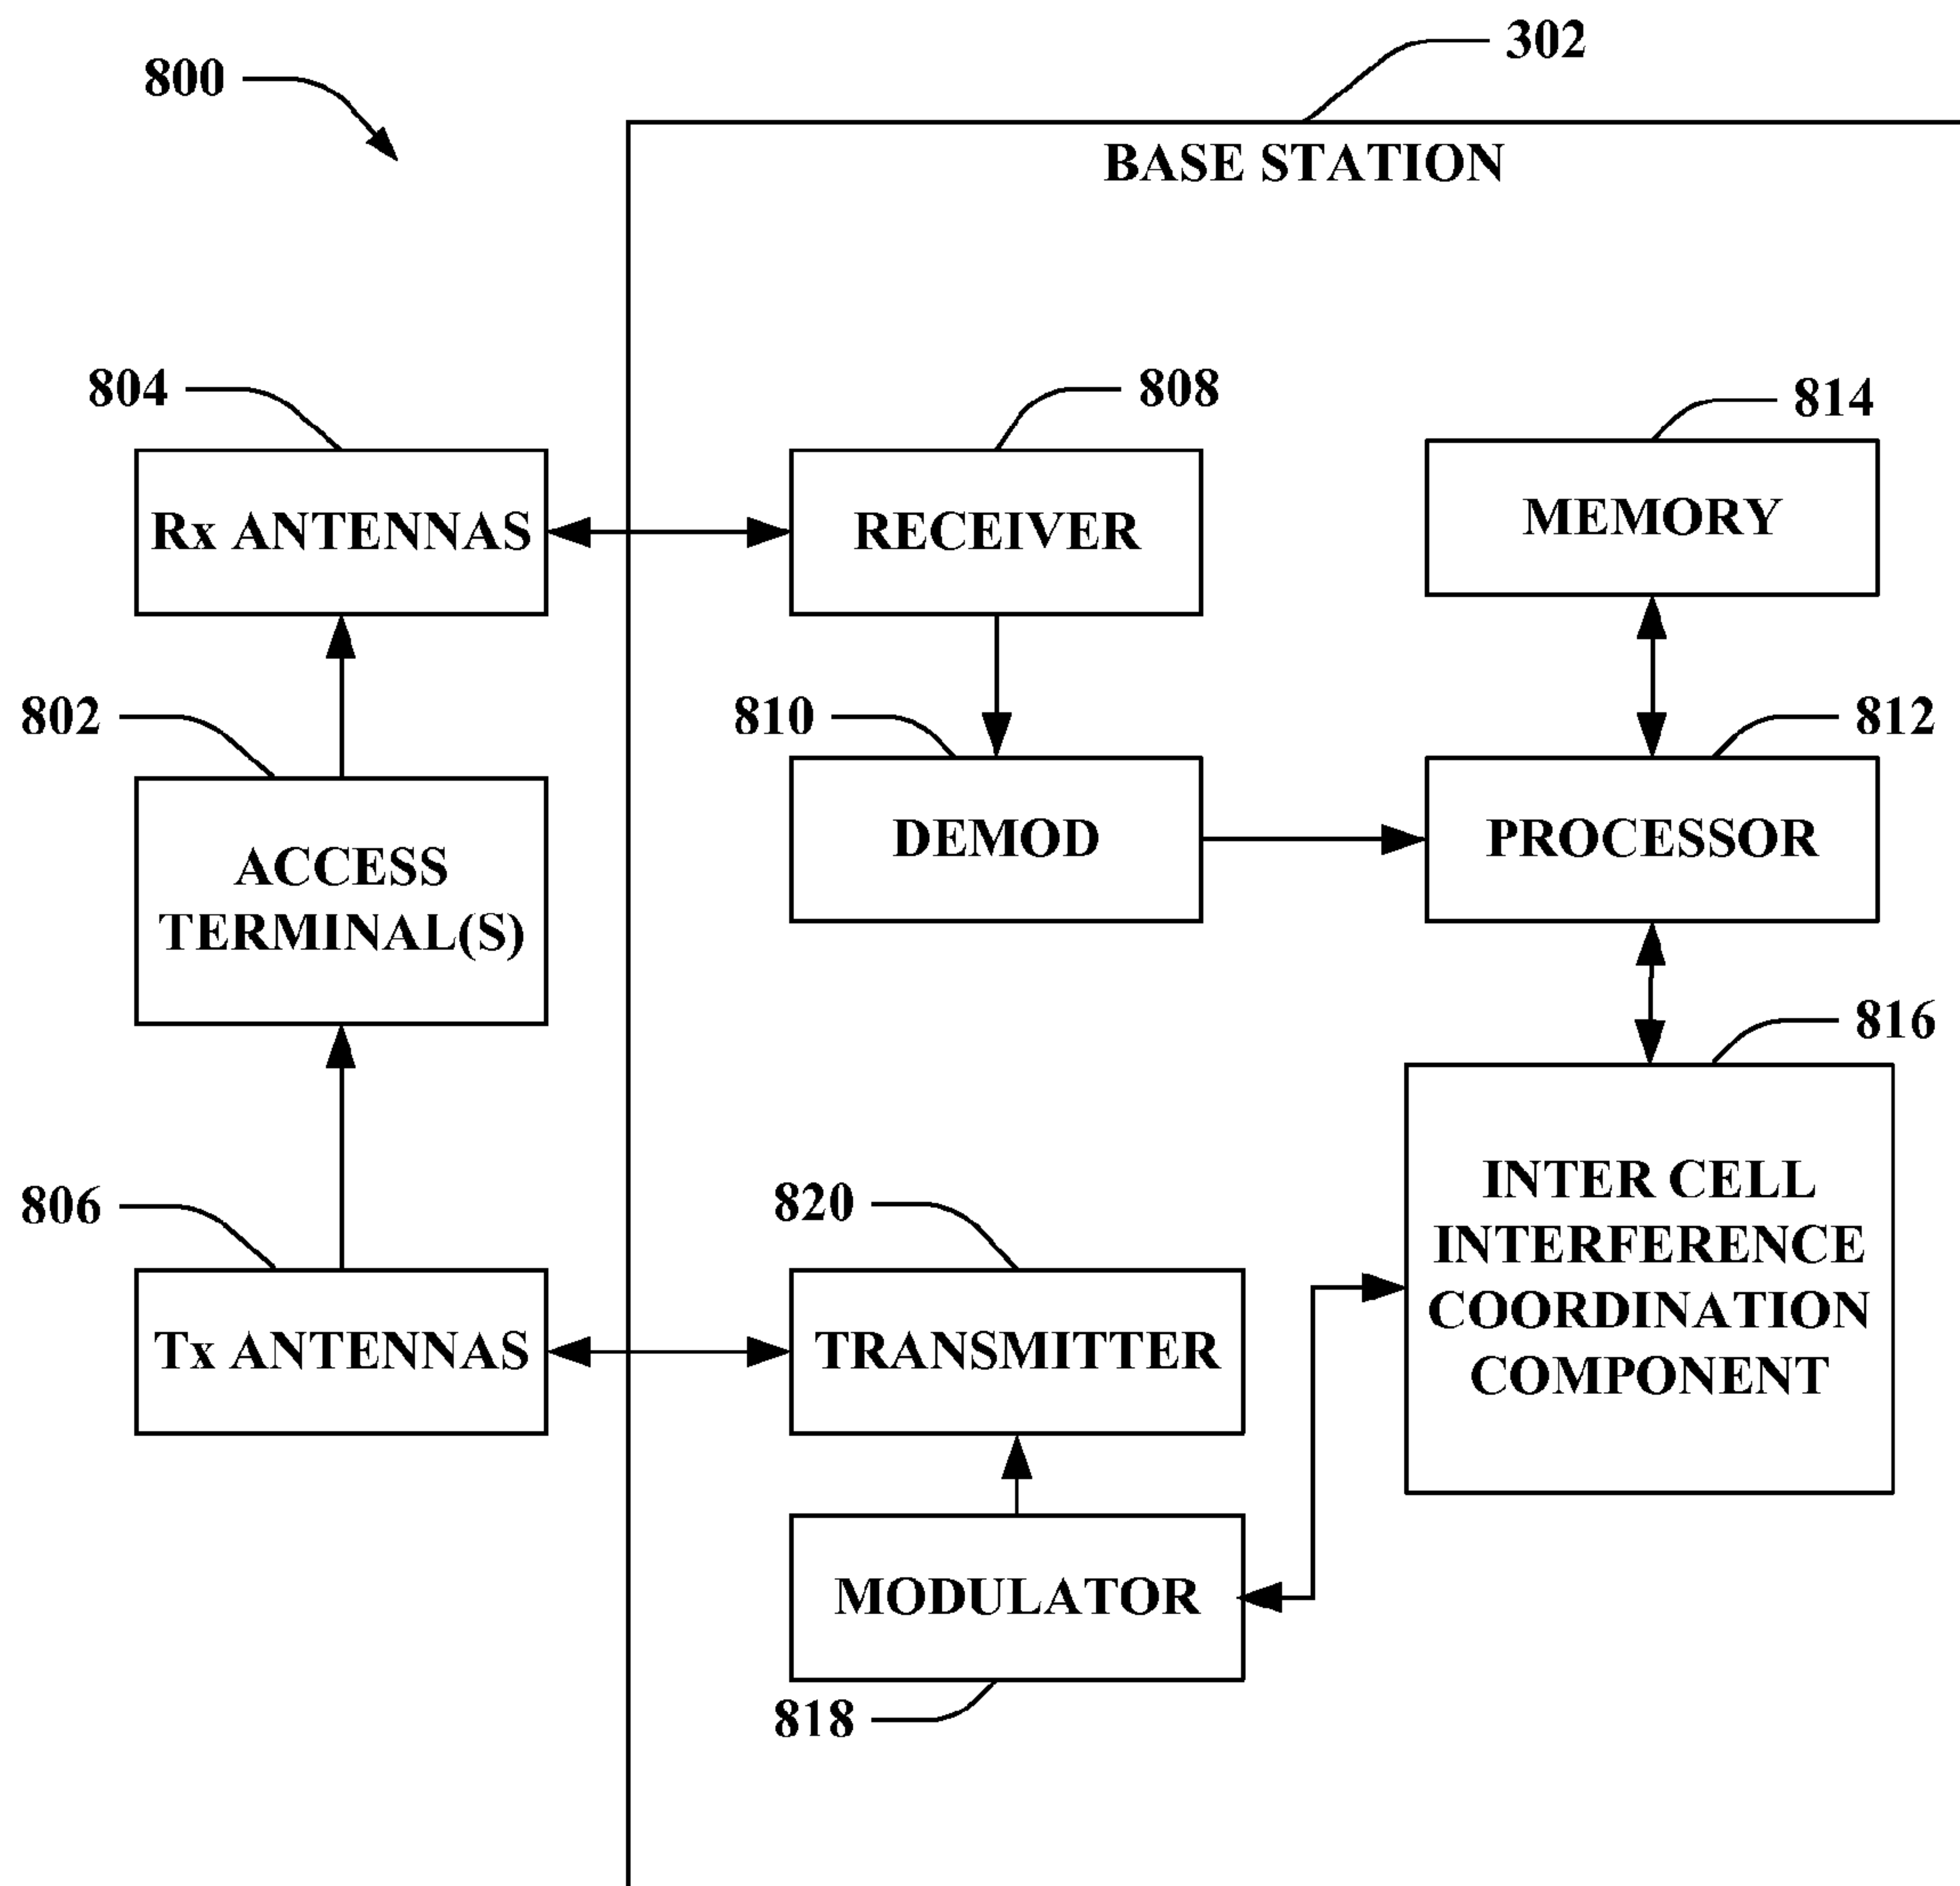 302
800
BASE STATION
804
808
814
Rx ANTENNAS
RECEIVER
MEMORY
802
810
812
ACCESS
TERMINAL(S)
DEMOD
PROCESSOR
816
806
820
INTER CELL
INTERFERENCE
COORDINATION
COMPONENT
Tx ANTENNAS
TRANSMITTER
MODULATOR
818